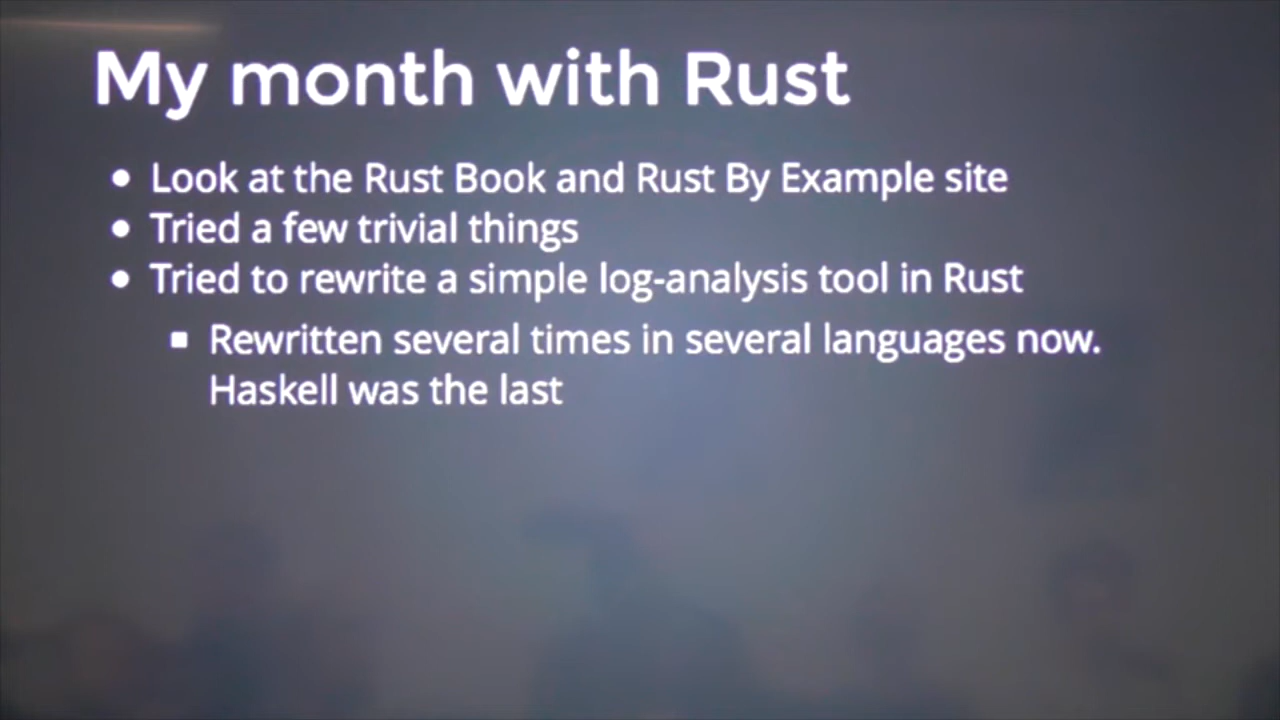 My month with Rust
• Look at the Rust Book and Rust By Example site
• Tried a few trivial things
• Tried to rewrite a simple log-analysis tool in Rust
▪ Rewritten several times in several languages now.
Haskell was the last